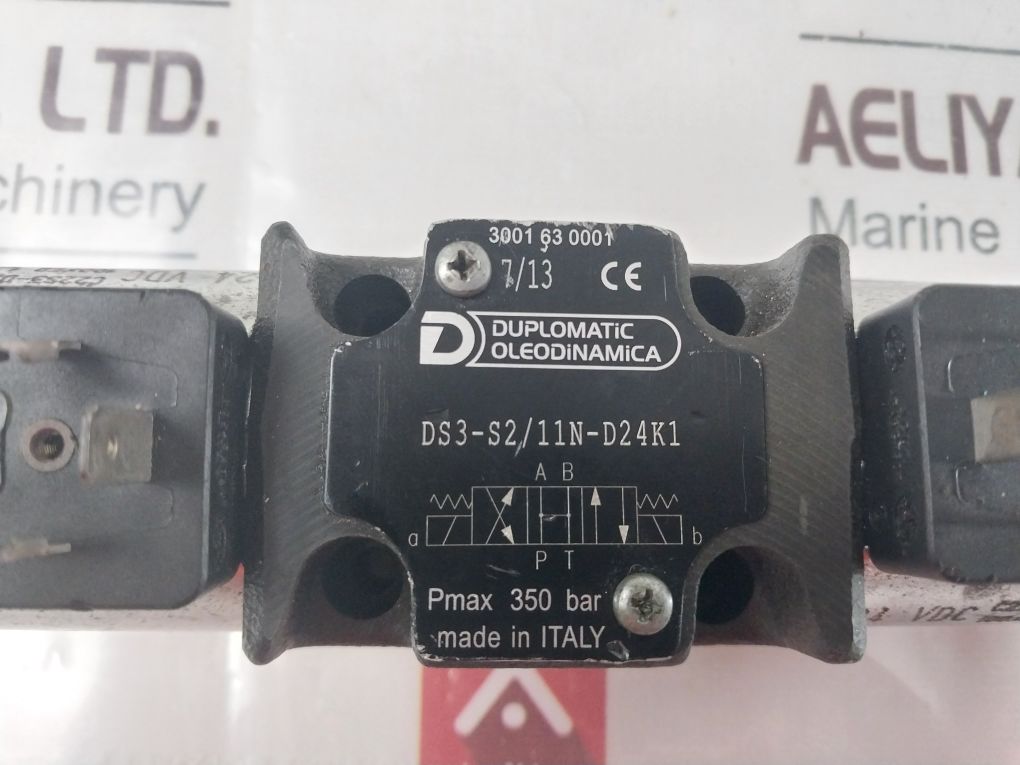 LTD.
chinery
AELIY
Marine
VDC
3001 63 0001
7/13 CE
D DUPLOMATiC
OLEODiNAMiCA
DS3-S2/11N-D24K1
A B
a b
P T
Pmax 350 bar
made in ITALY
VDC